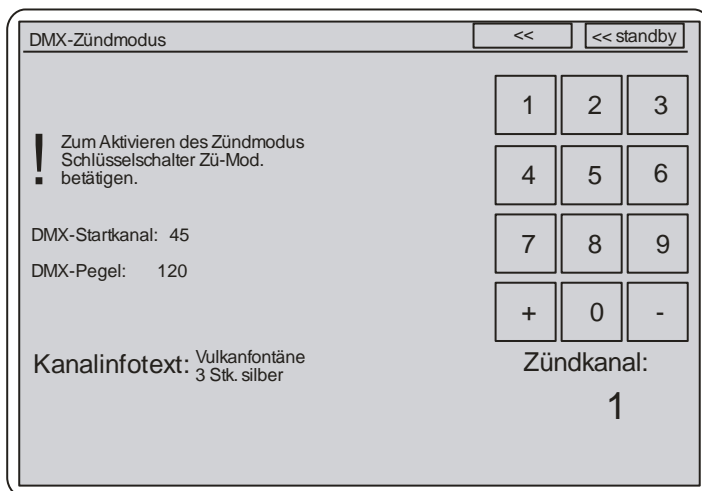 DMX-Zündmodus
<<
<< standby
! Zum Aktivieren des Zündmodus
Schlüsselschalter Zü-Mod.
betätigen.
DMX-Startkanal: 45
DMX-Pegel: 120
Kanalinfotext: Vulkanfontäne
3 Stk. silber
1 2 3
4 5 6
7 8 9
+ 0 -
Zündkanal:
1